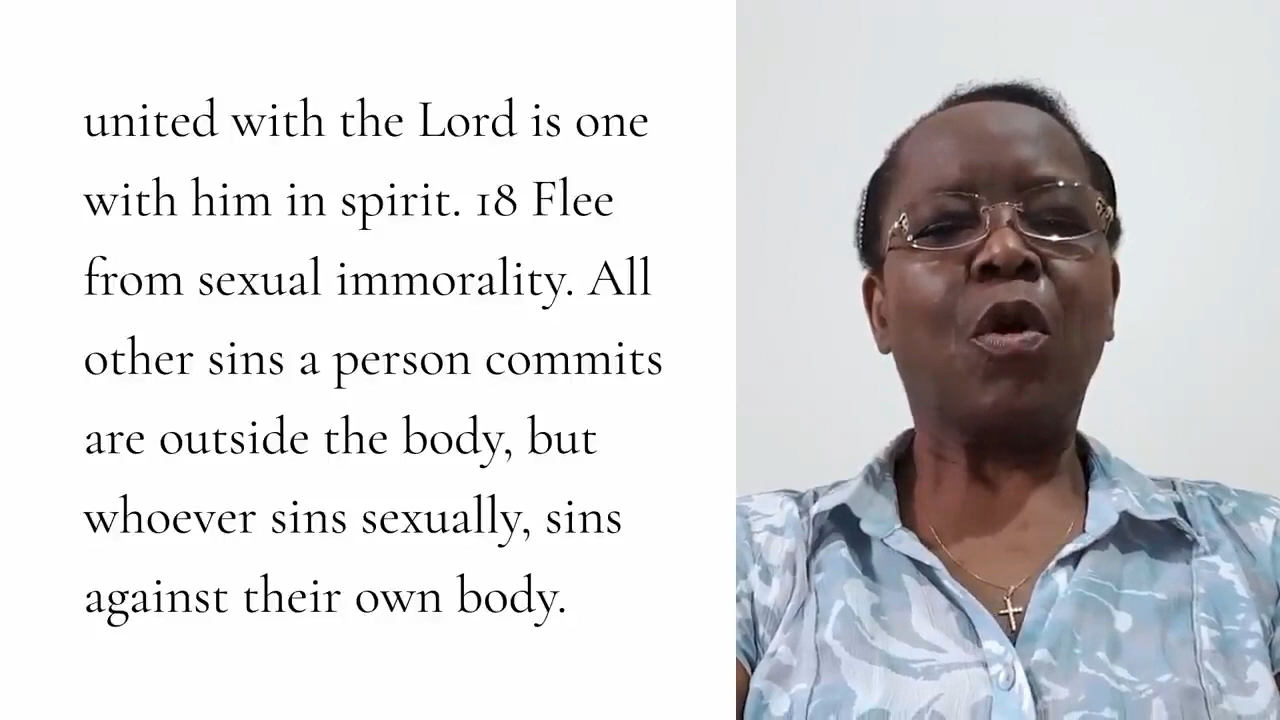 united with the Lord is one
with him in spirit. 18 Flee
from sexual immorality. All
other sins a person commits
are outside the body, but
whoever sins sexually, sins
against their own body.